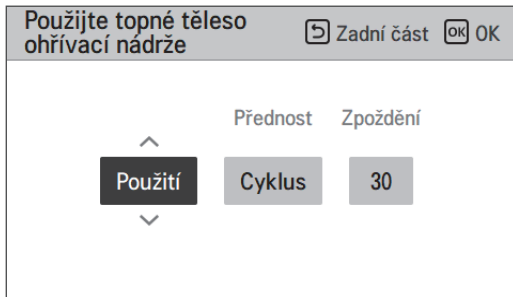 Použijte topné těleso
ohřívací nádrže
Zadní část OK OK
Přednost Zpoždění
Použití Cyklus 30